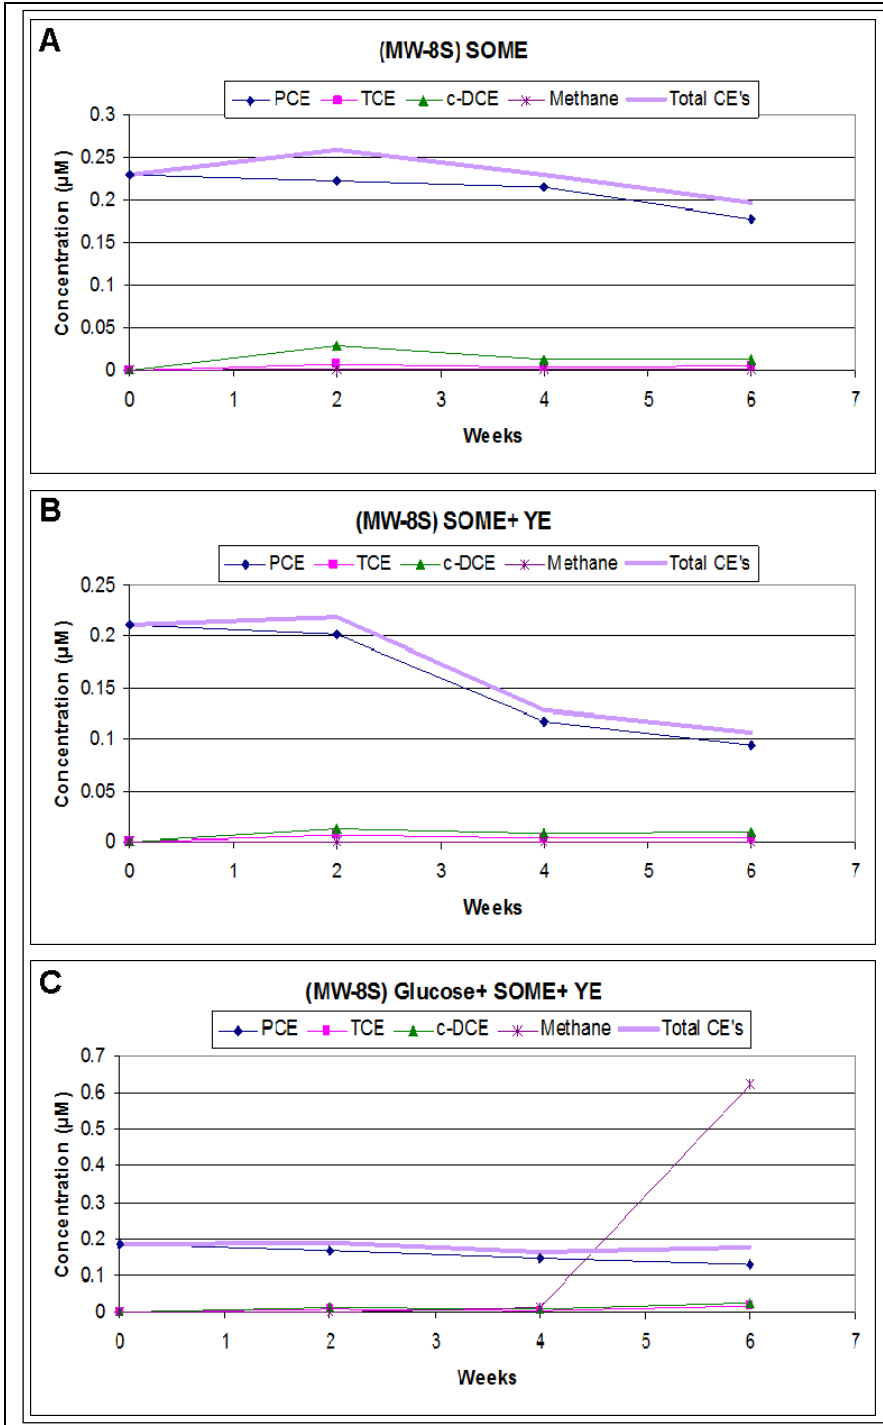 A
(MW-8S) SOME
PCE TCE c-DCE Methane Total CE's
0.3
0.25
0.2
0.15
0.1
0.05
0
Concentration (µM)
0 1 2 3 4 5 6 7
Weeks
B
(MW-8S) SOME+ YE
PCE TCE c-DCE Methane Total CE's
0.25
0.2
0.15
0.1
0.05
0
Concentration (µM)
0 1 2 3 4 5 6 7
Weeks
C
(MW-8S) Glucose+ SOME+ YE
PCE TCE c-DCE Methane Total CE's
0.7
0.6
0.5
0.4
0.3
0.2
0.1
0
Concentration (µM)
0 1 2 3 4 5 6 7
Weeks